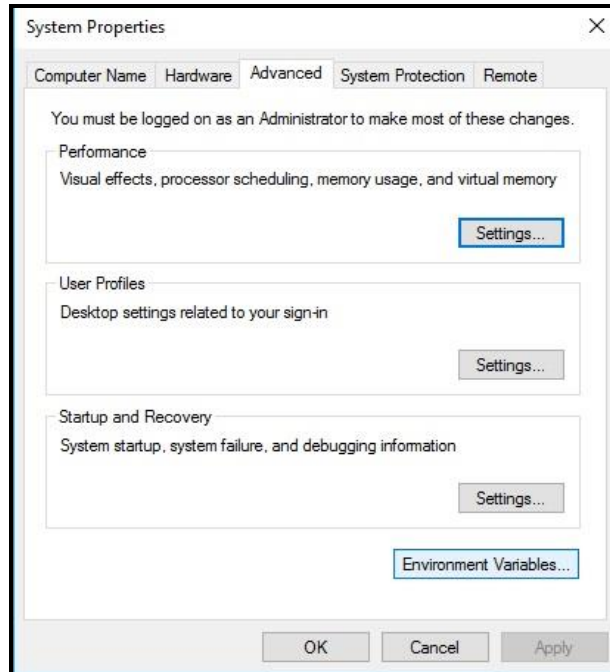 System Properties
Computer Name Hardware Advanced System Protection Remote
You must be logged on as an Administrator to make most of these changes.
Performance
Visual effects, processor scheduling, memory usage, and virtual memory
Settings...
User Profiles
Desktop settings related to your sign-in
Settings...
Startup and Recovery
System startup, system failure, and debugging information
Settings...
Environment Variables...
OK Cancel Apply